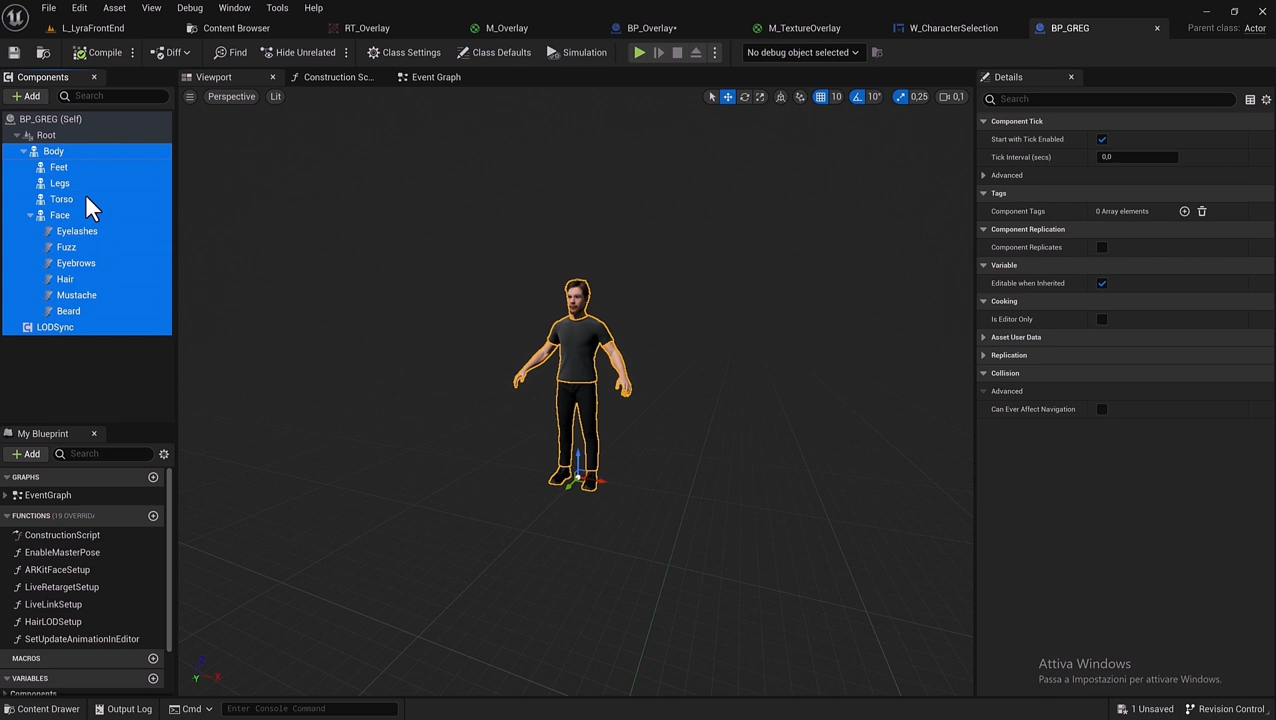 File Edit Asset View Debug Window Tools Help
L_LyraFrontEnd Content Browser RT_Overlay M_Overlay BP_Overlay• M_TextureOverlay W_CharacterSelection BP_GREG Parent class: Actor
Compile Diff Find Hide Unrelated Class Settings Class Defaults Simulation No debug object selected
Components
Add Search
BP_GREG (Self)
Root
Body
Feet
Legs
Torso
Face
Eyelashes
Fuzz
Eyebrows
Hair
Mustache
Beard
LODSync
My Blueprint
Add Search
GRAPHS
EventGraph
FUNCTIONS (19 OVERRID
ConstructionScript
EnableMasterPose
ARKitFaceSetup
LiveRetargetSetup
LiveLinkSetup
HairLODSetup
SetUpdateAnimationInEditor
MACROS
VARIABLES
Components
Viewport Construction Sc... Event Graph
Perspective Lit 10 10° 0,25 0,1
Z
X
Y
Details
Search
Component Tick
Start with Tick Enabled
Tick Interval (secs) 0,0
Advanced
Tags
Component Tags 0 Array elements
Component Replication
Component Replicates
Variable
Editable when Inherited
Cooking
Is Editor Only
Asset User Data
Replication
Collision
Advanced
Can Ever Affect Navigation
Attiva Windows
Passa a Impostazioni per attivare Windows.
Content Drawer Output Log Cmd Enter Console Command 1 Unsaved Revision Control